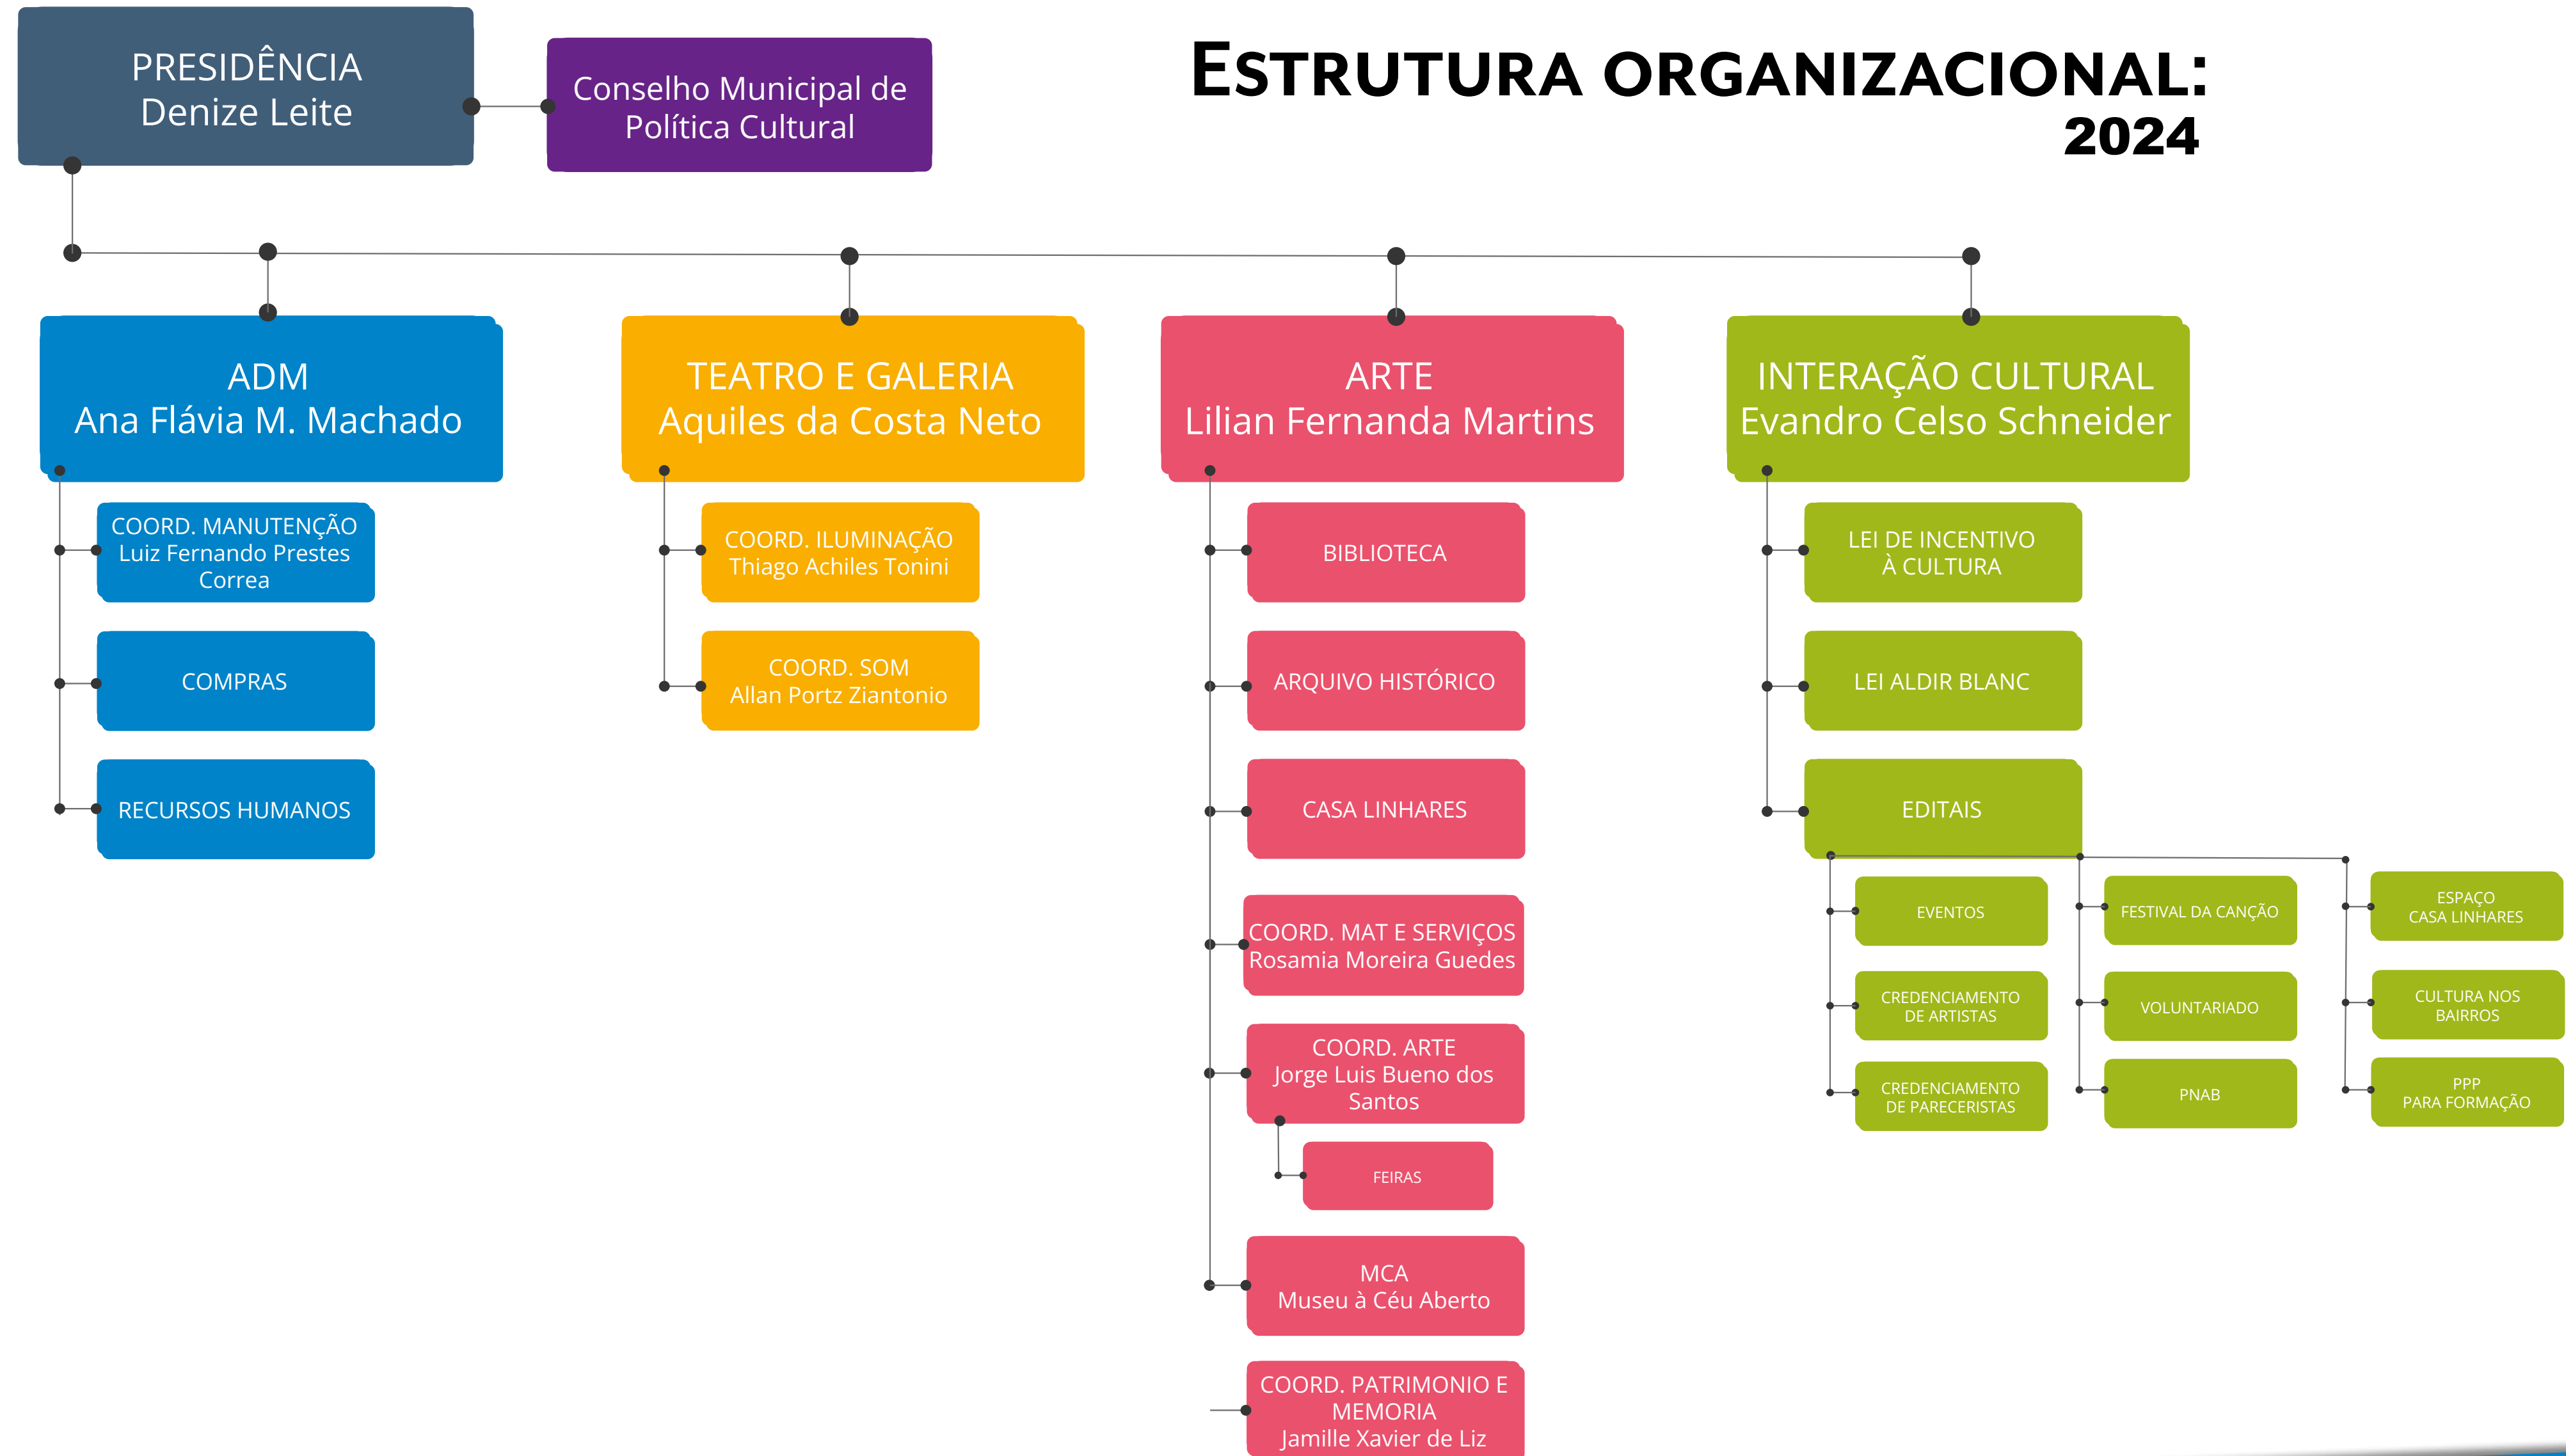 PRESIDÊNCIA
Denize Leite
Conselho Municipal de
Política Cultural
ESTRUTURA ORGANIZACIONAL:
2024
ADM
Ana Flávia M. Machado
COORD. MANUTENÇÃO
Luiz Fernando Prestes
Correa
COMPRAS
RECURSOS HUMANOS
TEATRO E GALERIA
Aquiles da Costa Neto
COORD. ILUMINAÇÃO
Thiago Achiles Tonini
COORD. SOM
Allan Portz Ziantonio
ARTE
Lilian Fernanda Martins
BIBLIOTECA
ARQUIVO HISTÓRICO
CASA LINHARES
COORD. MAT E SERVIÇOS
Rosamia Moreira Guedes
COORD. ARTE
Jorge Luis Bueno dos
Santos
FEIRAS
MCA
Museu à Céu Aberto
COORD. PATRIMONIO E
MEMORIA
Jamille Xavier de Liz
INTERAÇÃO CULTURAL
Evandro Celso Schneider
LEI DE INCENTIVO
À CULTURA
LEI ALDIR BLANC
EDITAIS
EVENTOS
CREDENCIAMENTO
DE ARTISTAS
CREDENCIAMENTO
DE PARECERISTAS
FESTIVAL DA CANÇÃO
VOLUNTARIADO
PNAB
ESPAÇO
CASA LINHARES
CULTURA NOS
BAIRROS
PPP
PARA FORMAÇÃO